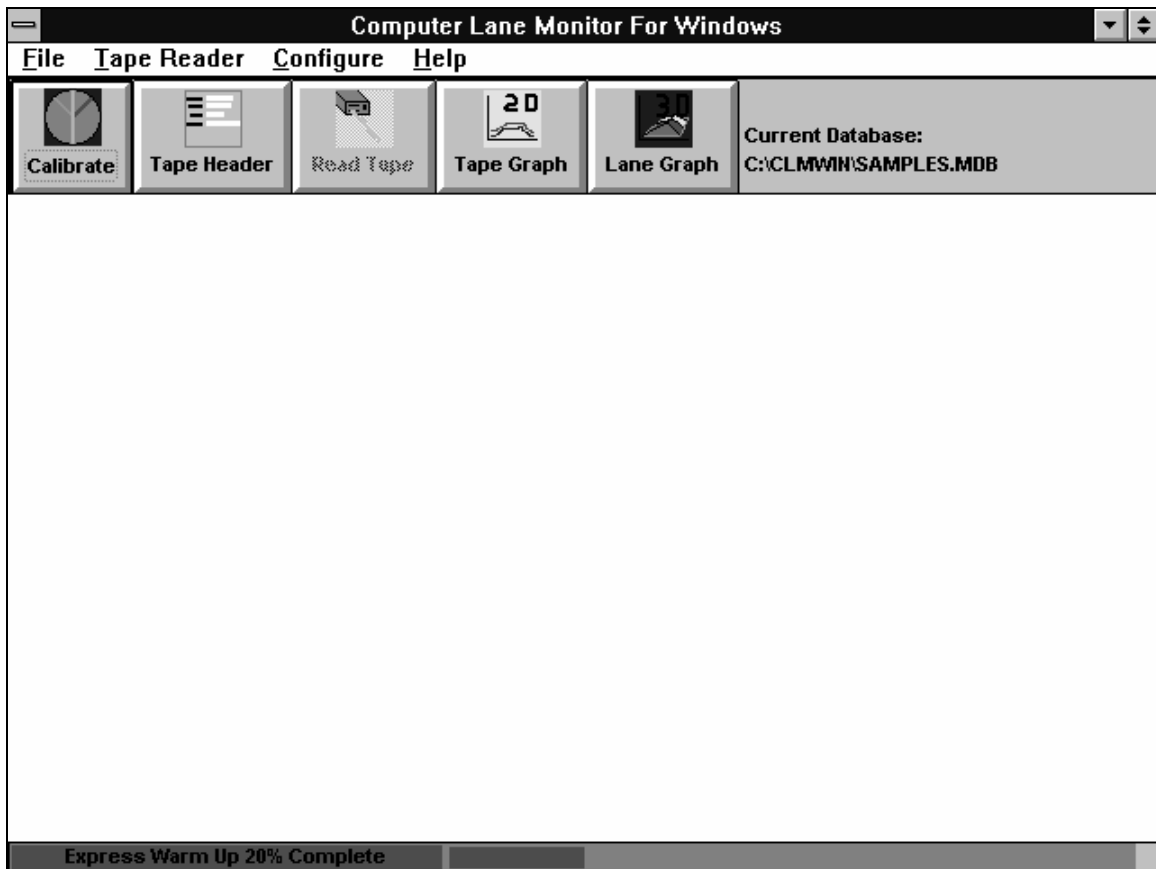 Computer Lane Monitor For Windows
File Tape Reader Configure Help
Calibrate
Tape Header
Read Tape
2D
Tape Graph
3D
Lane Graph
Current Database:
C:\CLMWIN\SAMPLES.MDB
Express Warm Up 20% Complete